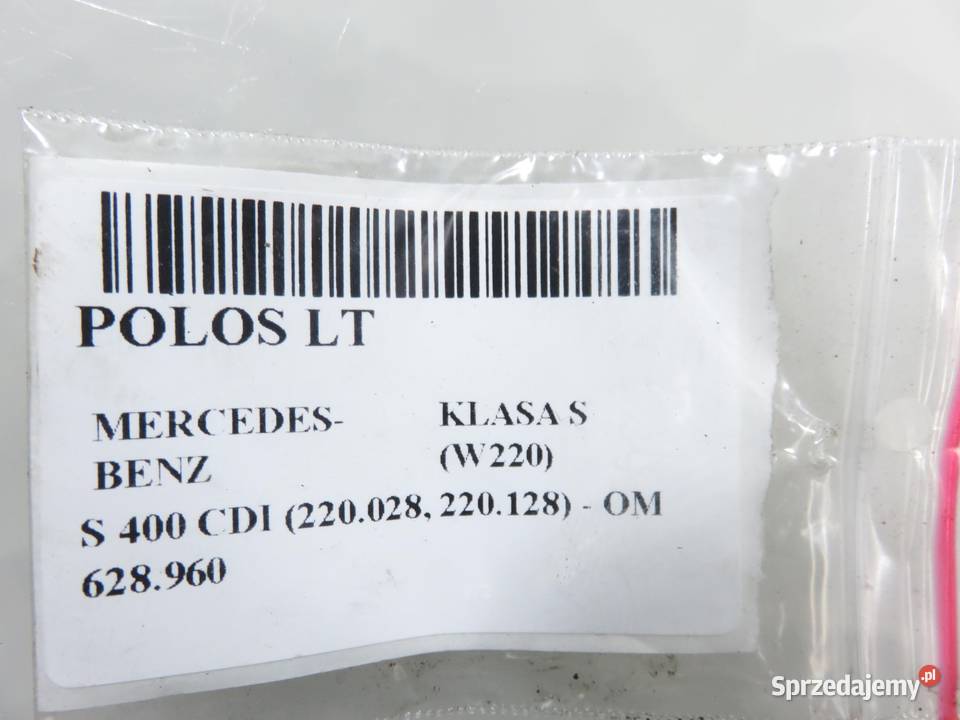 POLOS LT
MERCEDES-
BENZ
KLASA S
(W220)
S 400 CDI (220.028, 220.128) - OM
628.960
Sprzedajemy.pl